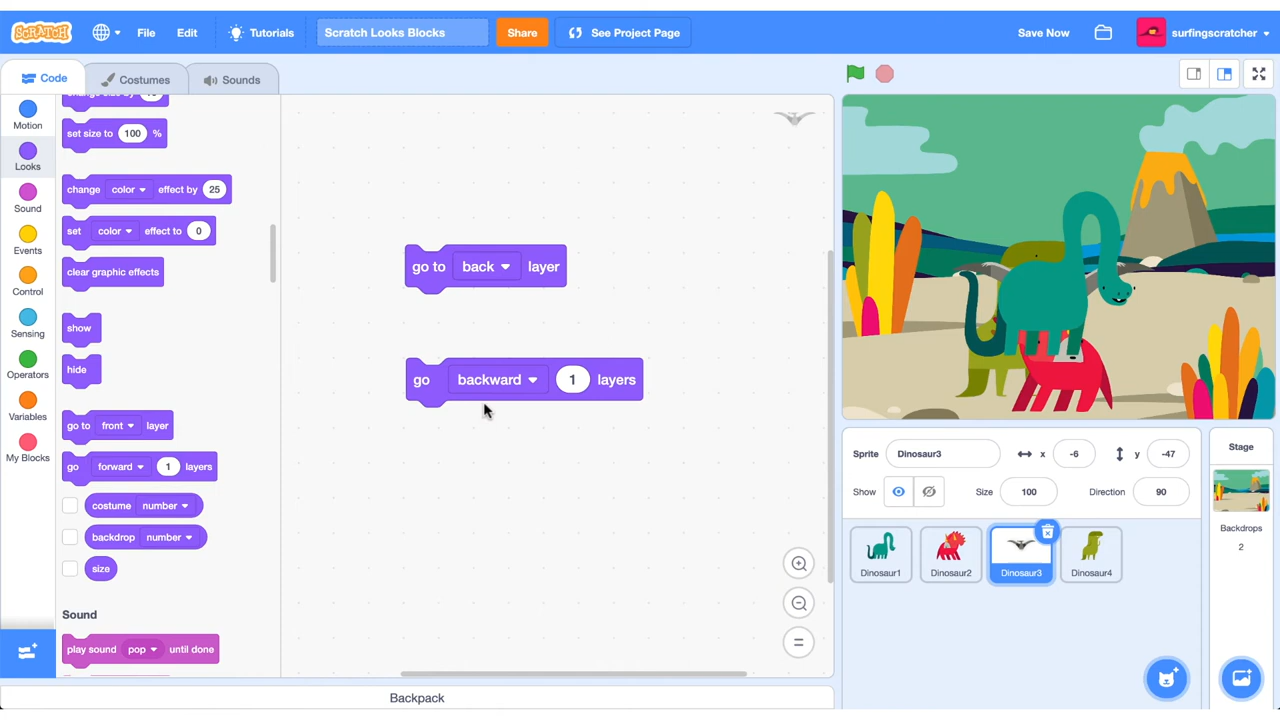 SCRATCH File Edit Tutorials Scratch Looks Blocks Share See Project Page Save Now surfingscratcher
Code Costumes Sounds
Motion
Looks
Sound
Events
Control
Sensing
Operators
Variables
My Blocks
set size to 100 %
change color effect by 25
set color effect to 0
clear graphic effects
show
hide
go to front layer
go forward 1 layers
costume number
backdrop number
size
Sound
play sound pop until done
go to back layer
go backward 1 layers
Backpack
Sprite Dinosaur3 x -6 y -47
Show Size 100 Direction 90
Dinosaur1 Dinosaur2 Dinosaur3 Dinosaur4
Stage
Backdrops
2